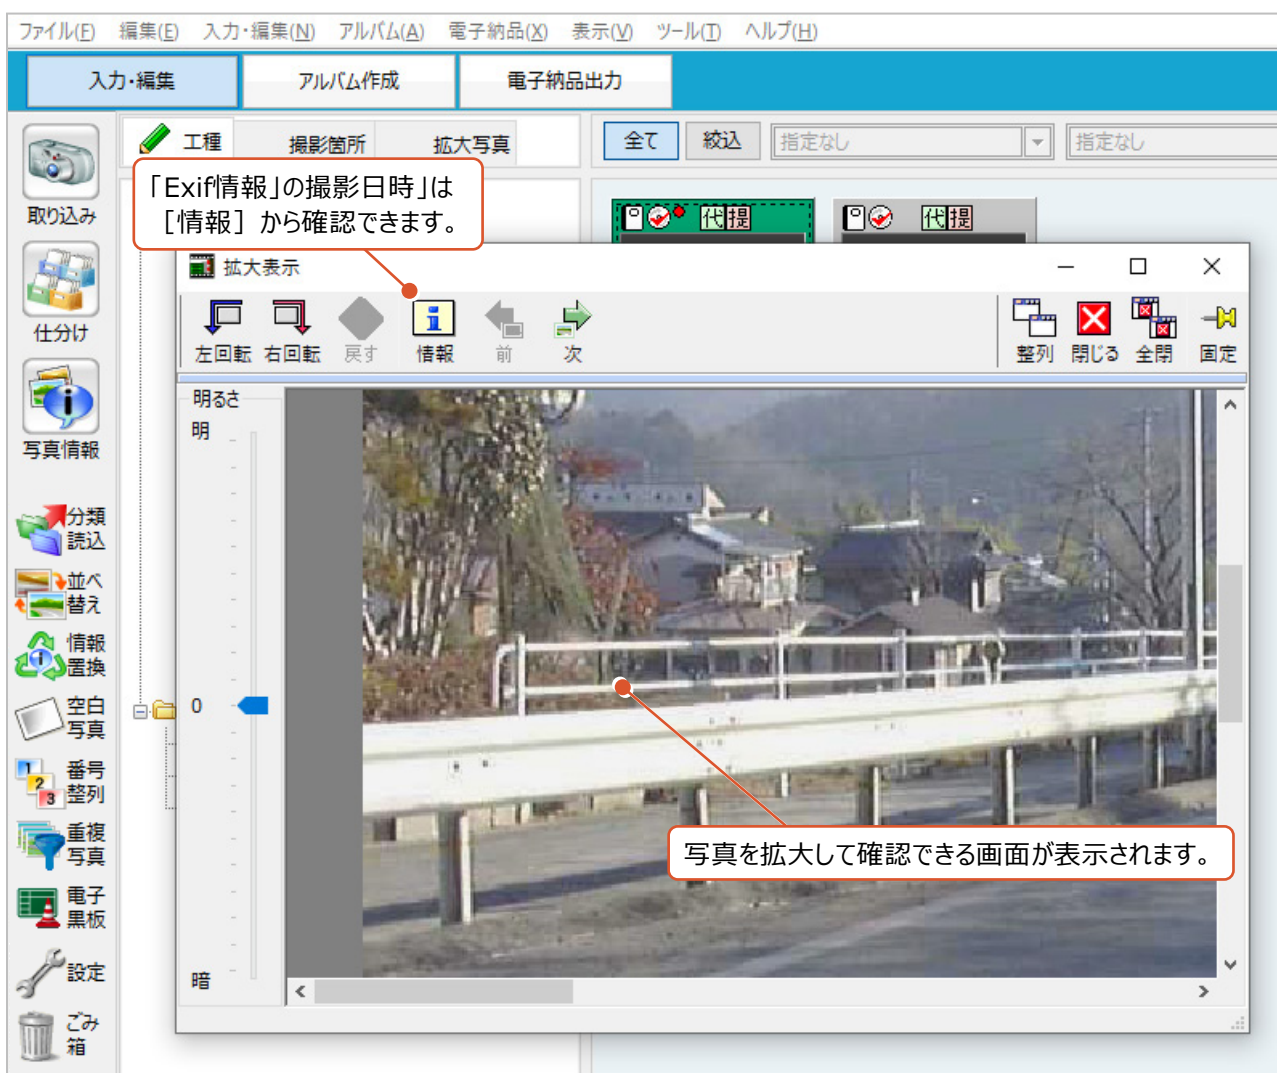 ファイル(F) 編集(E) 入力・編集(N) アルバム(A) 電子納品(X) 表示(V) ツール(T) ヘルプ(H)
入力・編集 アルバム作成 電子納品出力
工種 撮影箇所 拡大写真 全て 絞込 指定なし 指定なし
「Exif情報」の撮影日時」は
［情報］から確認できます。
代 提 代 提
取り込み
仕分け
写真情報
分類
読込
並べ
替え
情報
置換
空白
写真
1 2 3
番号
整列
重複
写真
電子
黒板
設定
ごみ
箱
拡大表示
左回転 右回転 戻す 情報 前 次 整列 閉じる 全閉 固定
明るさ
明
0
暗
写真を拡大して確認できる画面が表示されます。